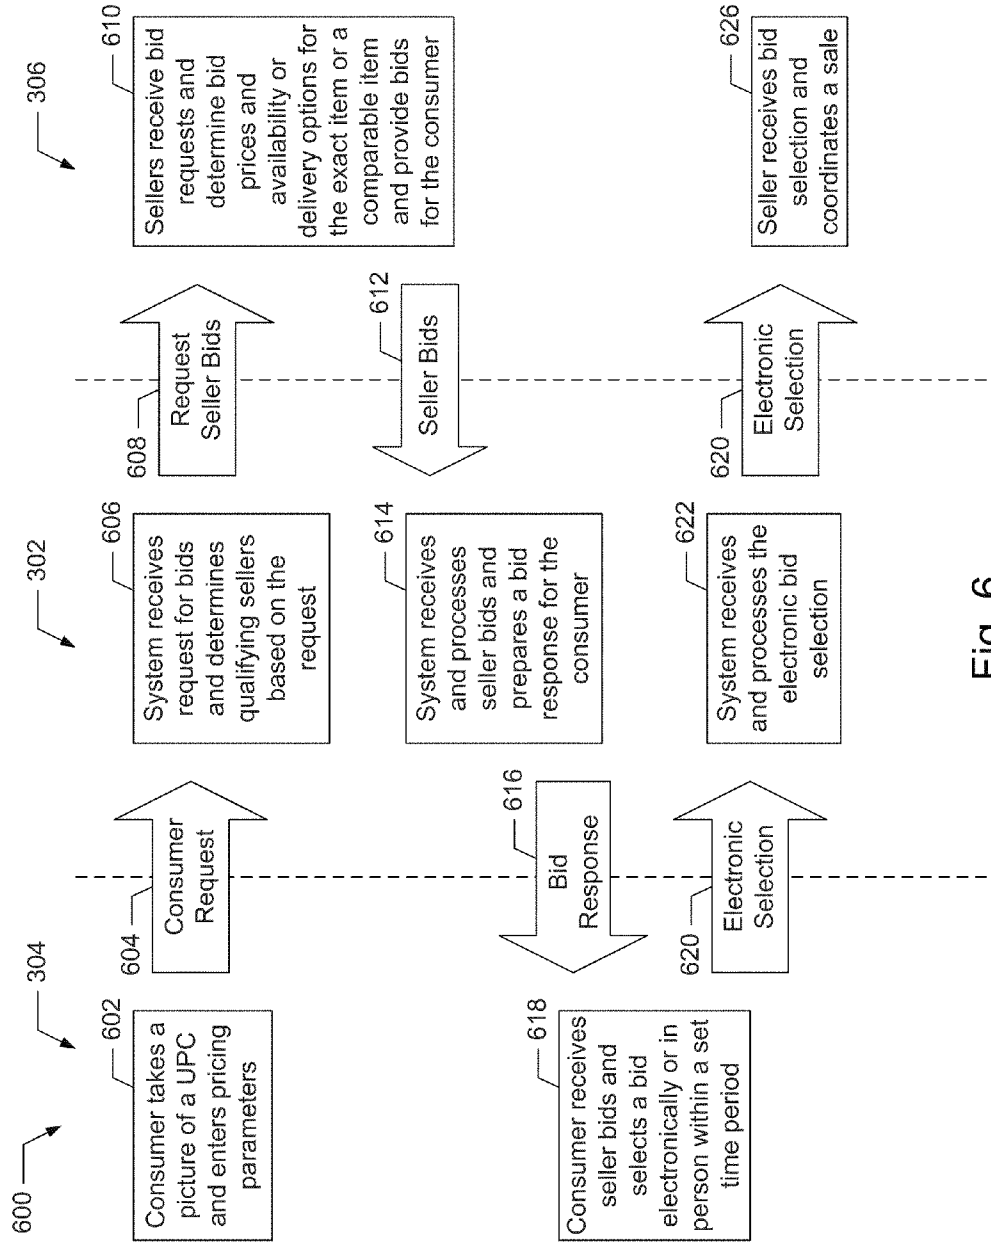 600
304
302
306
602
Consumer takes a
picture of a UPC
and enters pricing
parameters
604
Consumer
Request
606
System receives
request for bids
and determines
qualifying sellers
based on the
request
608
Request
Seller Bids
610
Sellers receive bid
requests and
determine bid
prices and
availability or
delivery options for
the exact item or a
comparable item
and provide bids
for the consumer
612
Seller Bids
614
System receives
and processes
seller bids and
prepares a bid
response for the
consumer
616
Bid
Response
618
Consumer receives
seller bids and
selects a bid
electronically or in
person within a set
time period
620
Electronic
Selection
622
System receives
and processes the
electronic bid
selection
620
Electronic
Selection
626
Seller receives bid
selection and
coordinates a sale
Fig. 6